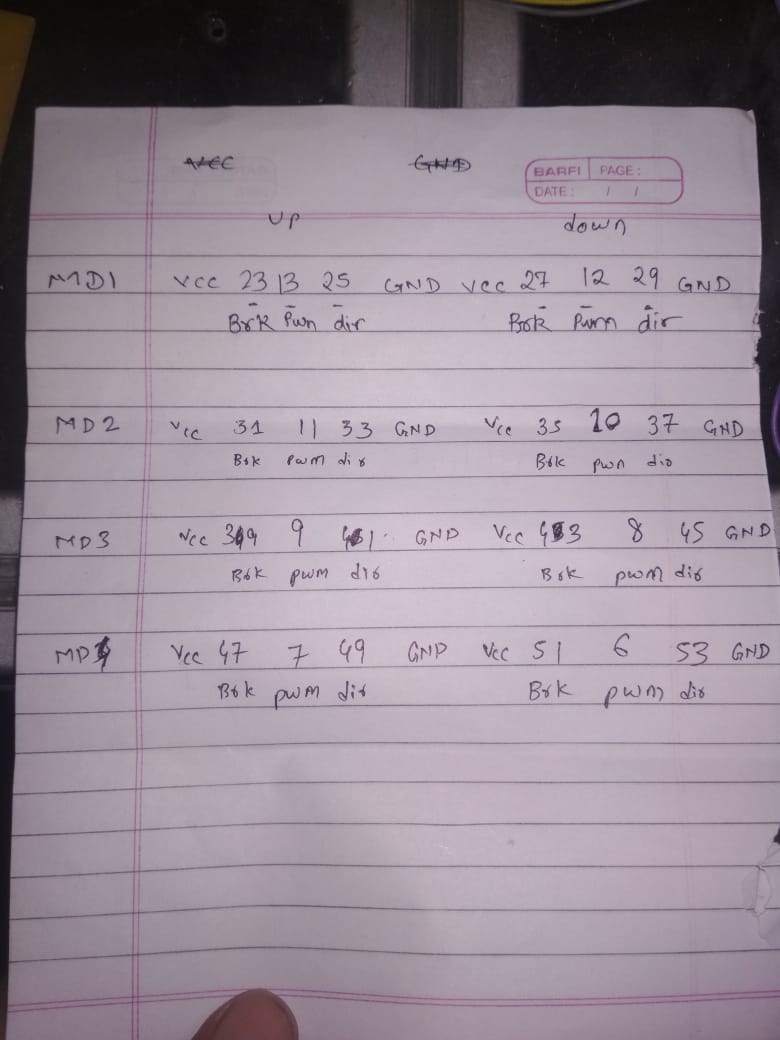 BARFI PAGE:
DATE: / /
up down
MD1 vcc 23 13 25 GND vcc 27 12 29 GND
Brk Pwm dir Brk Pwm dir
MD2 Vcc 31 11 33 GND Vcc 35 10 37 GND
Brk Pwm dir Brk pwm dir
MD3 Vcc 39 9 41 GND Vcc 43 8 45 GND
Brk pwm dir Brk pwm dir
MD4 Vcc 47 7 49 GND Vcc 51 6 53 GND
Brk pwm dir Brk pwm dir